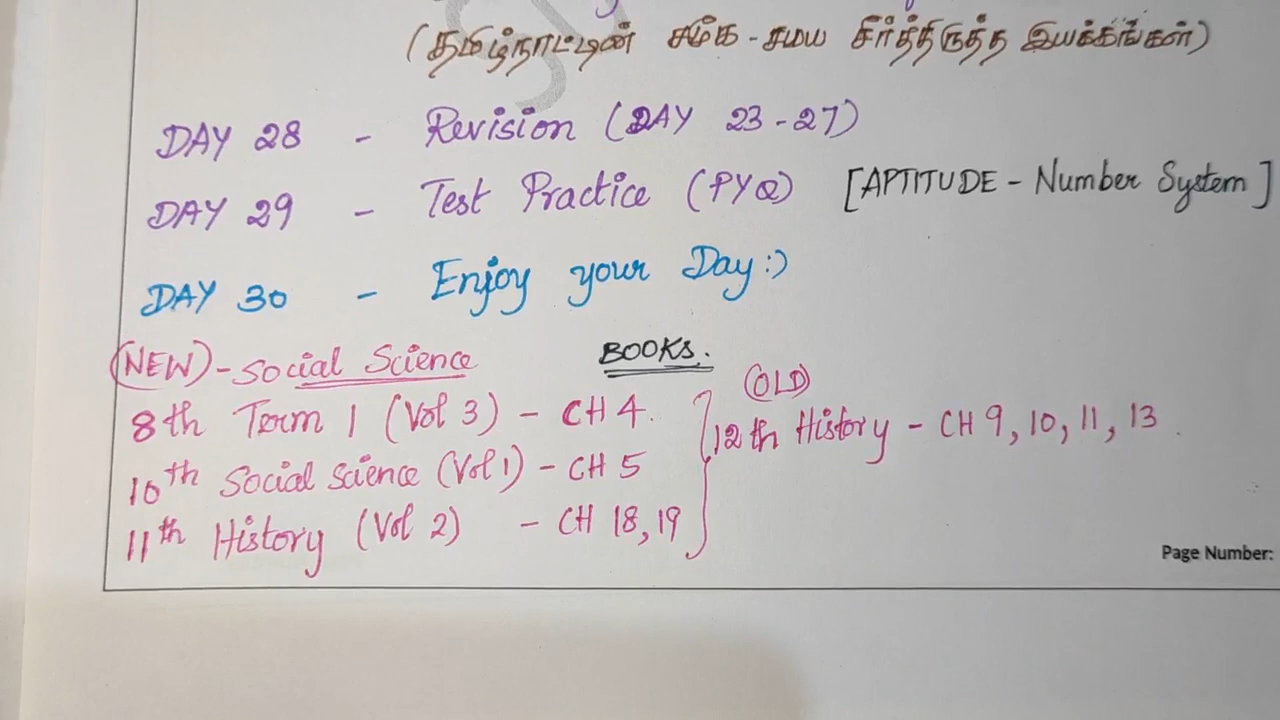 (தமிழ்நாட்டின் சமூக - சமய சீர்த்திருத்த இயக்கங்கள்)
DAY 28 - Revision (DAY 23-27)
DAY 29 - Test Practice (PYQ) [APTITUDE - Number System]
DAY 30 - Enjoy your Day:)
(NEW) - Social Science BOOKS.
(OLD)
8th Term 1 (Vol 3) - CH 4.
12th History - CH 9, 10, 11, 13.
10th Social Science (Vol 1) - CH 5
11th History (Vol 2) - CH 18, 19
Page Number: